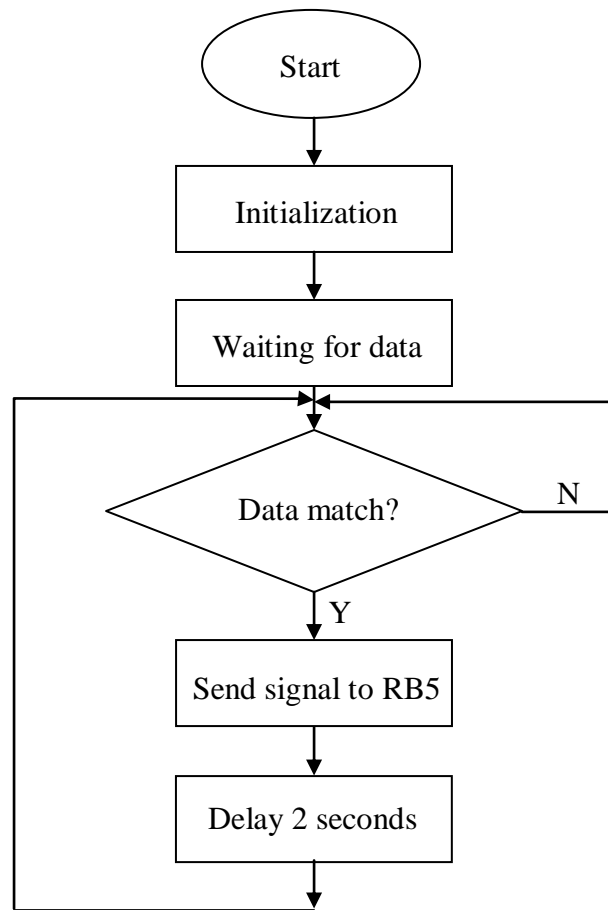 Start
Initialization
Waiting for data
Data match?
N
Y
Send signal to RB5
Delay 2 seconds